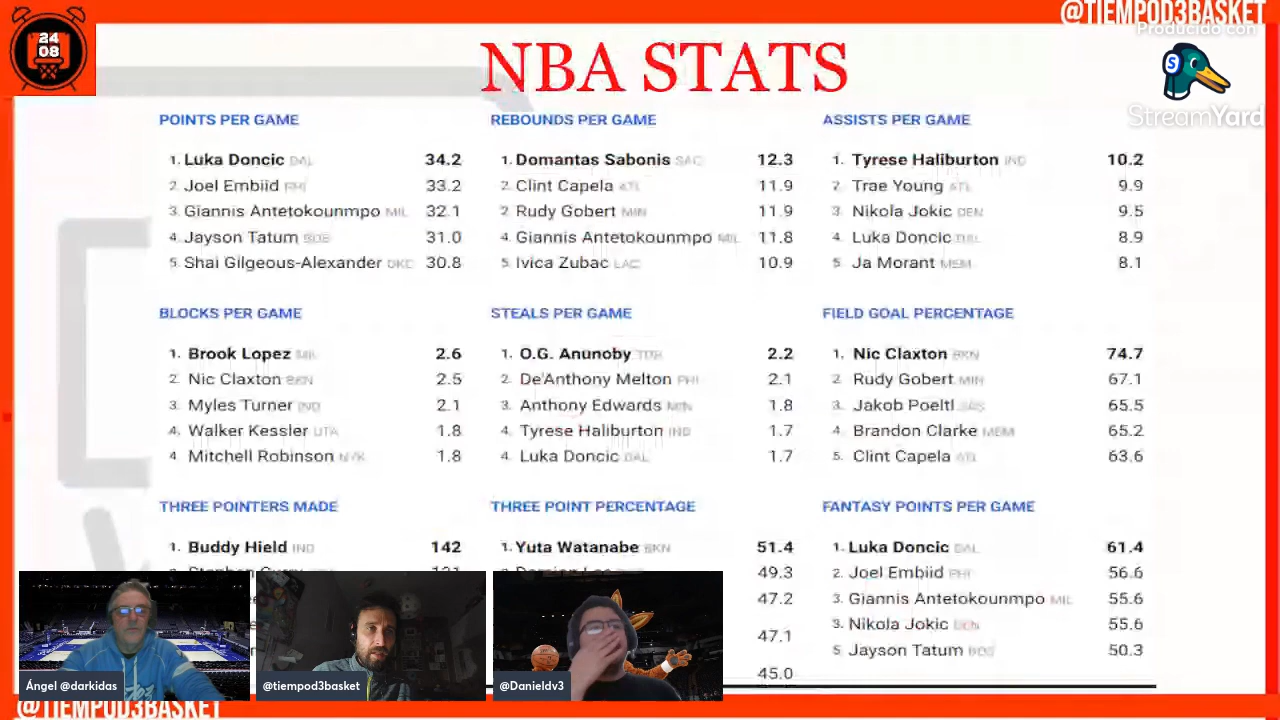 @TIEMPOD3BASKET
Producido con
StreamYard
24
08
NBA STATS
POINTS PER GAME
1. Luka Doncic DAL 34.2
2. Joel Embiid PHI 33.2
3. Giannis Antetokounmpo MIL 32.1
4. Jayson Tatum BOS 31.0
5. Shai Gilgeous-Alexander OKC 30.8
REBOUNDS PER GAME
1. Domantas Sabonis SAC 12.3
2. Clint Capela ATL 11.9
2. Rudy Gobert MIN 11.9
4. Giannis Antetokounmpo MIL 11.8
5. Ivica Zubac LAC 10.9
ASSISTS PER GAME
1. Tyrese Haliburton IND 10.2
2. Trae Young ATL 9.9
3. Nikola Jokic DEN 9.5
4. Luka Doncic DAL 8.9
5. Ja Morant MEM 8.1
BLOCKS PER GAME
1. Brook Lopez MIL 2.6
2. Nic Claxton BKN 2.5
3. Myles Turner IND 2.1
4. Walker Kessler UTA 1.8
4. Mitchell Robinson NYK 1.8
STEALS PER GAME
1. O.G. Anunoby TOR 2.2
2. De'Anthony Melton PHI 2.1
3. Anthony Edwards MIN 1.8
4. Tyrese Haliburton IND 1.7
4. Luka Doncic DAL 1.7
FIELD GOAL PERCENTAGE
1. Nic Claxton BKN 74.7
2. Rudy Gobert MIN 67.1
3. Jakob Poeltl SAS 65.5
4. Brandon Clarke MEM 65.2
5. Clint Capela ATL 63.6
THREE POINTERS MADE
1. Buddy Hield IND 142
THREE POINT PERCENTAGE
1. Yuta Watanabe BKN 51.4
49.3
47.2
47.1
45.0
FANTASY POINTS PER GAME
1. Luka Doncic DAL 61.4
2. Joel Embiid PHI 56.6
3. Giannis Antetokounmpo MIL 55.6
3. Nikola Jokic DEN 55.6
5. Jayson Tatum BOS 50.3
Ángel @darkidas
@tiempod3basket
@Danieldv3
@TIEMPOD3BASKET